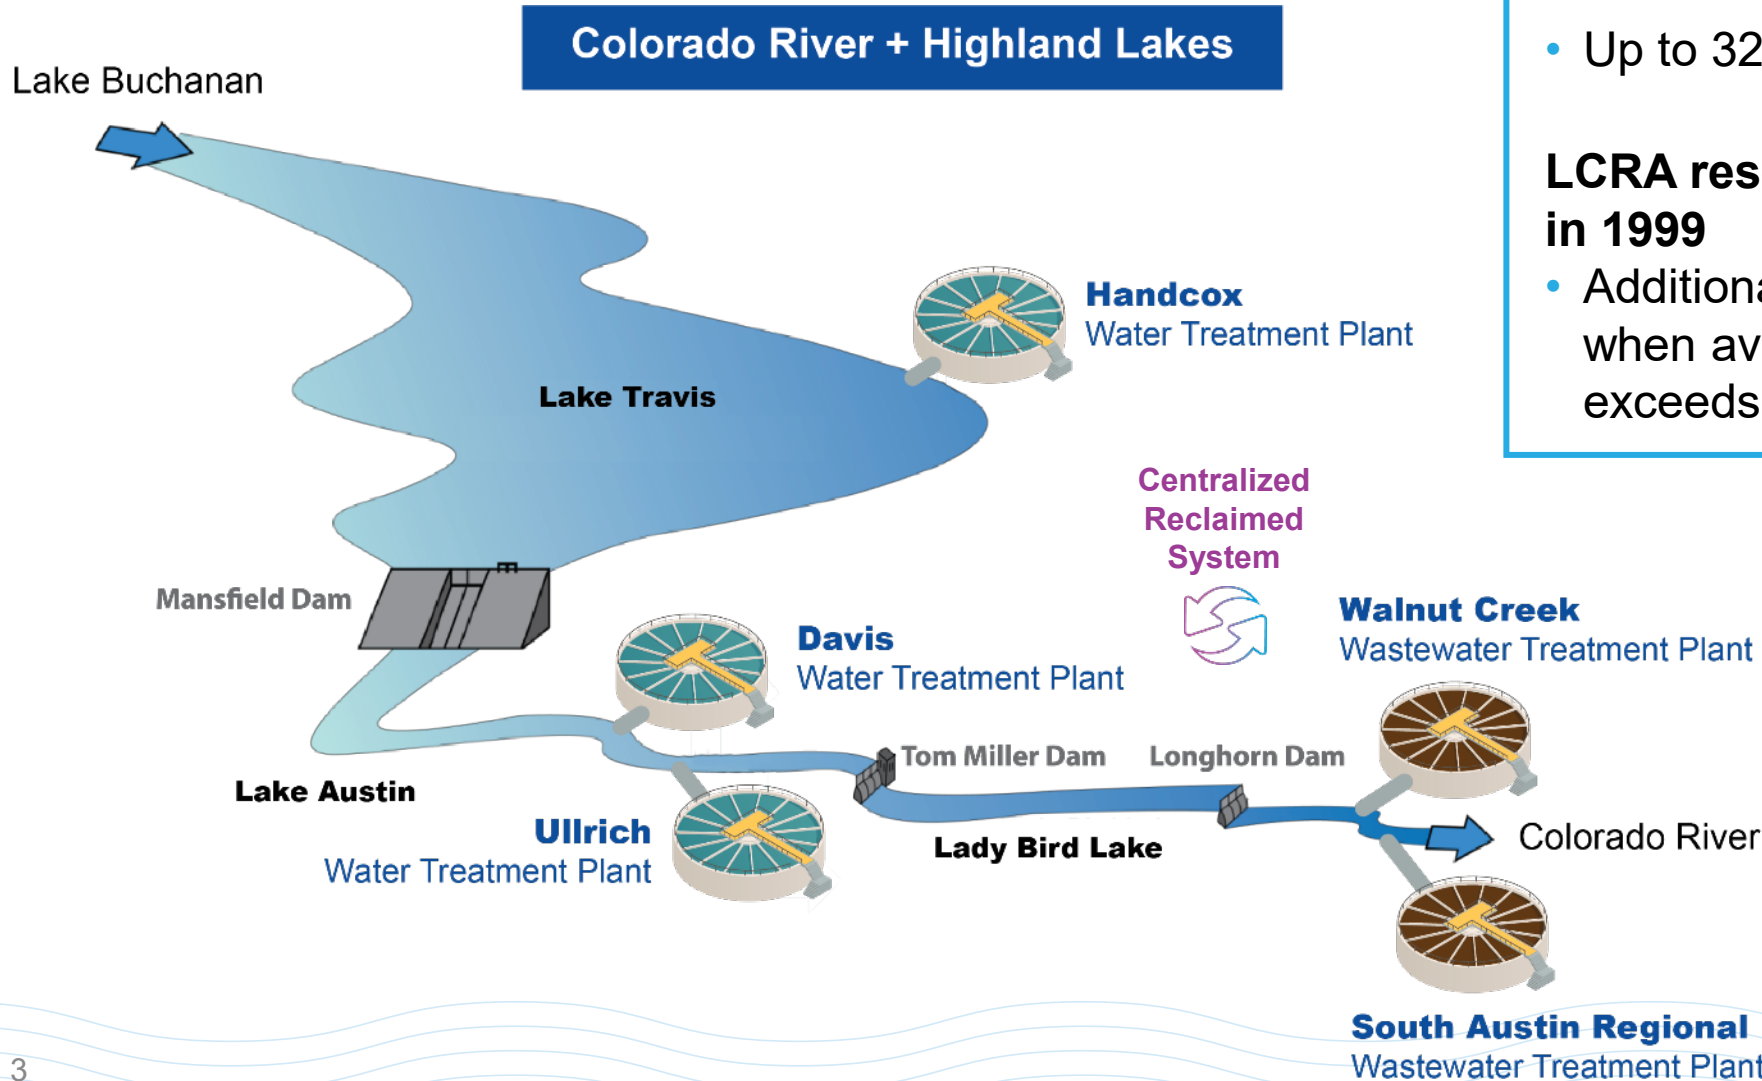 Colorado River + Highland Lakes
Lake Buchanan
• Up to 32
LCRA res
in 1999
• Additiona
when av
exceeds
Handcox
Water Treatment Plant
Lake Travis
Centralized
Reclaimed
System
Mansfield Dam
Davis
Water Treatment Plant
Walnut Creek
Wastewater Treatment Plant
Tom Miller Dam
Longhorn Dam
Lake Austin
Ullrich
Water Treatment Plant
Lady Bird Lake
Colorado River
South Austin Regional
Wastewater Treatment Plant
3